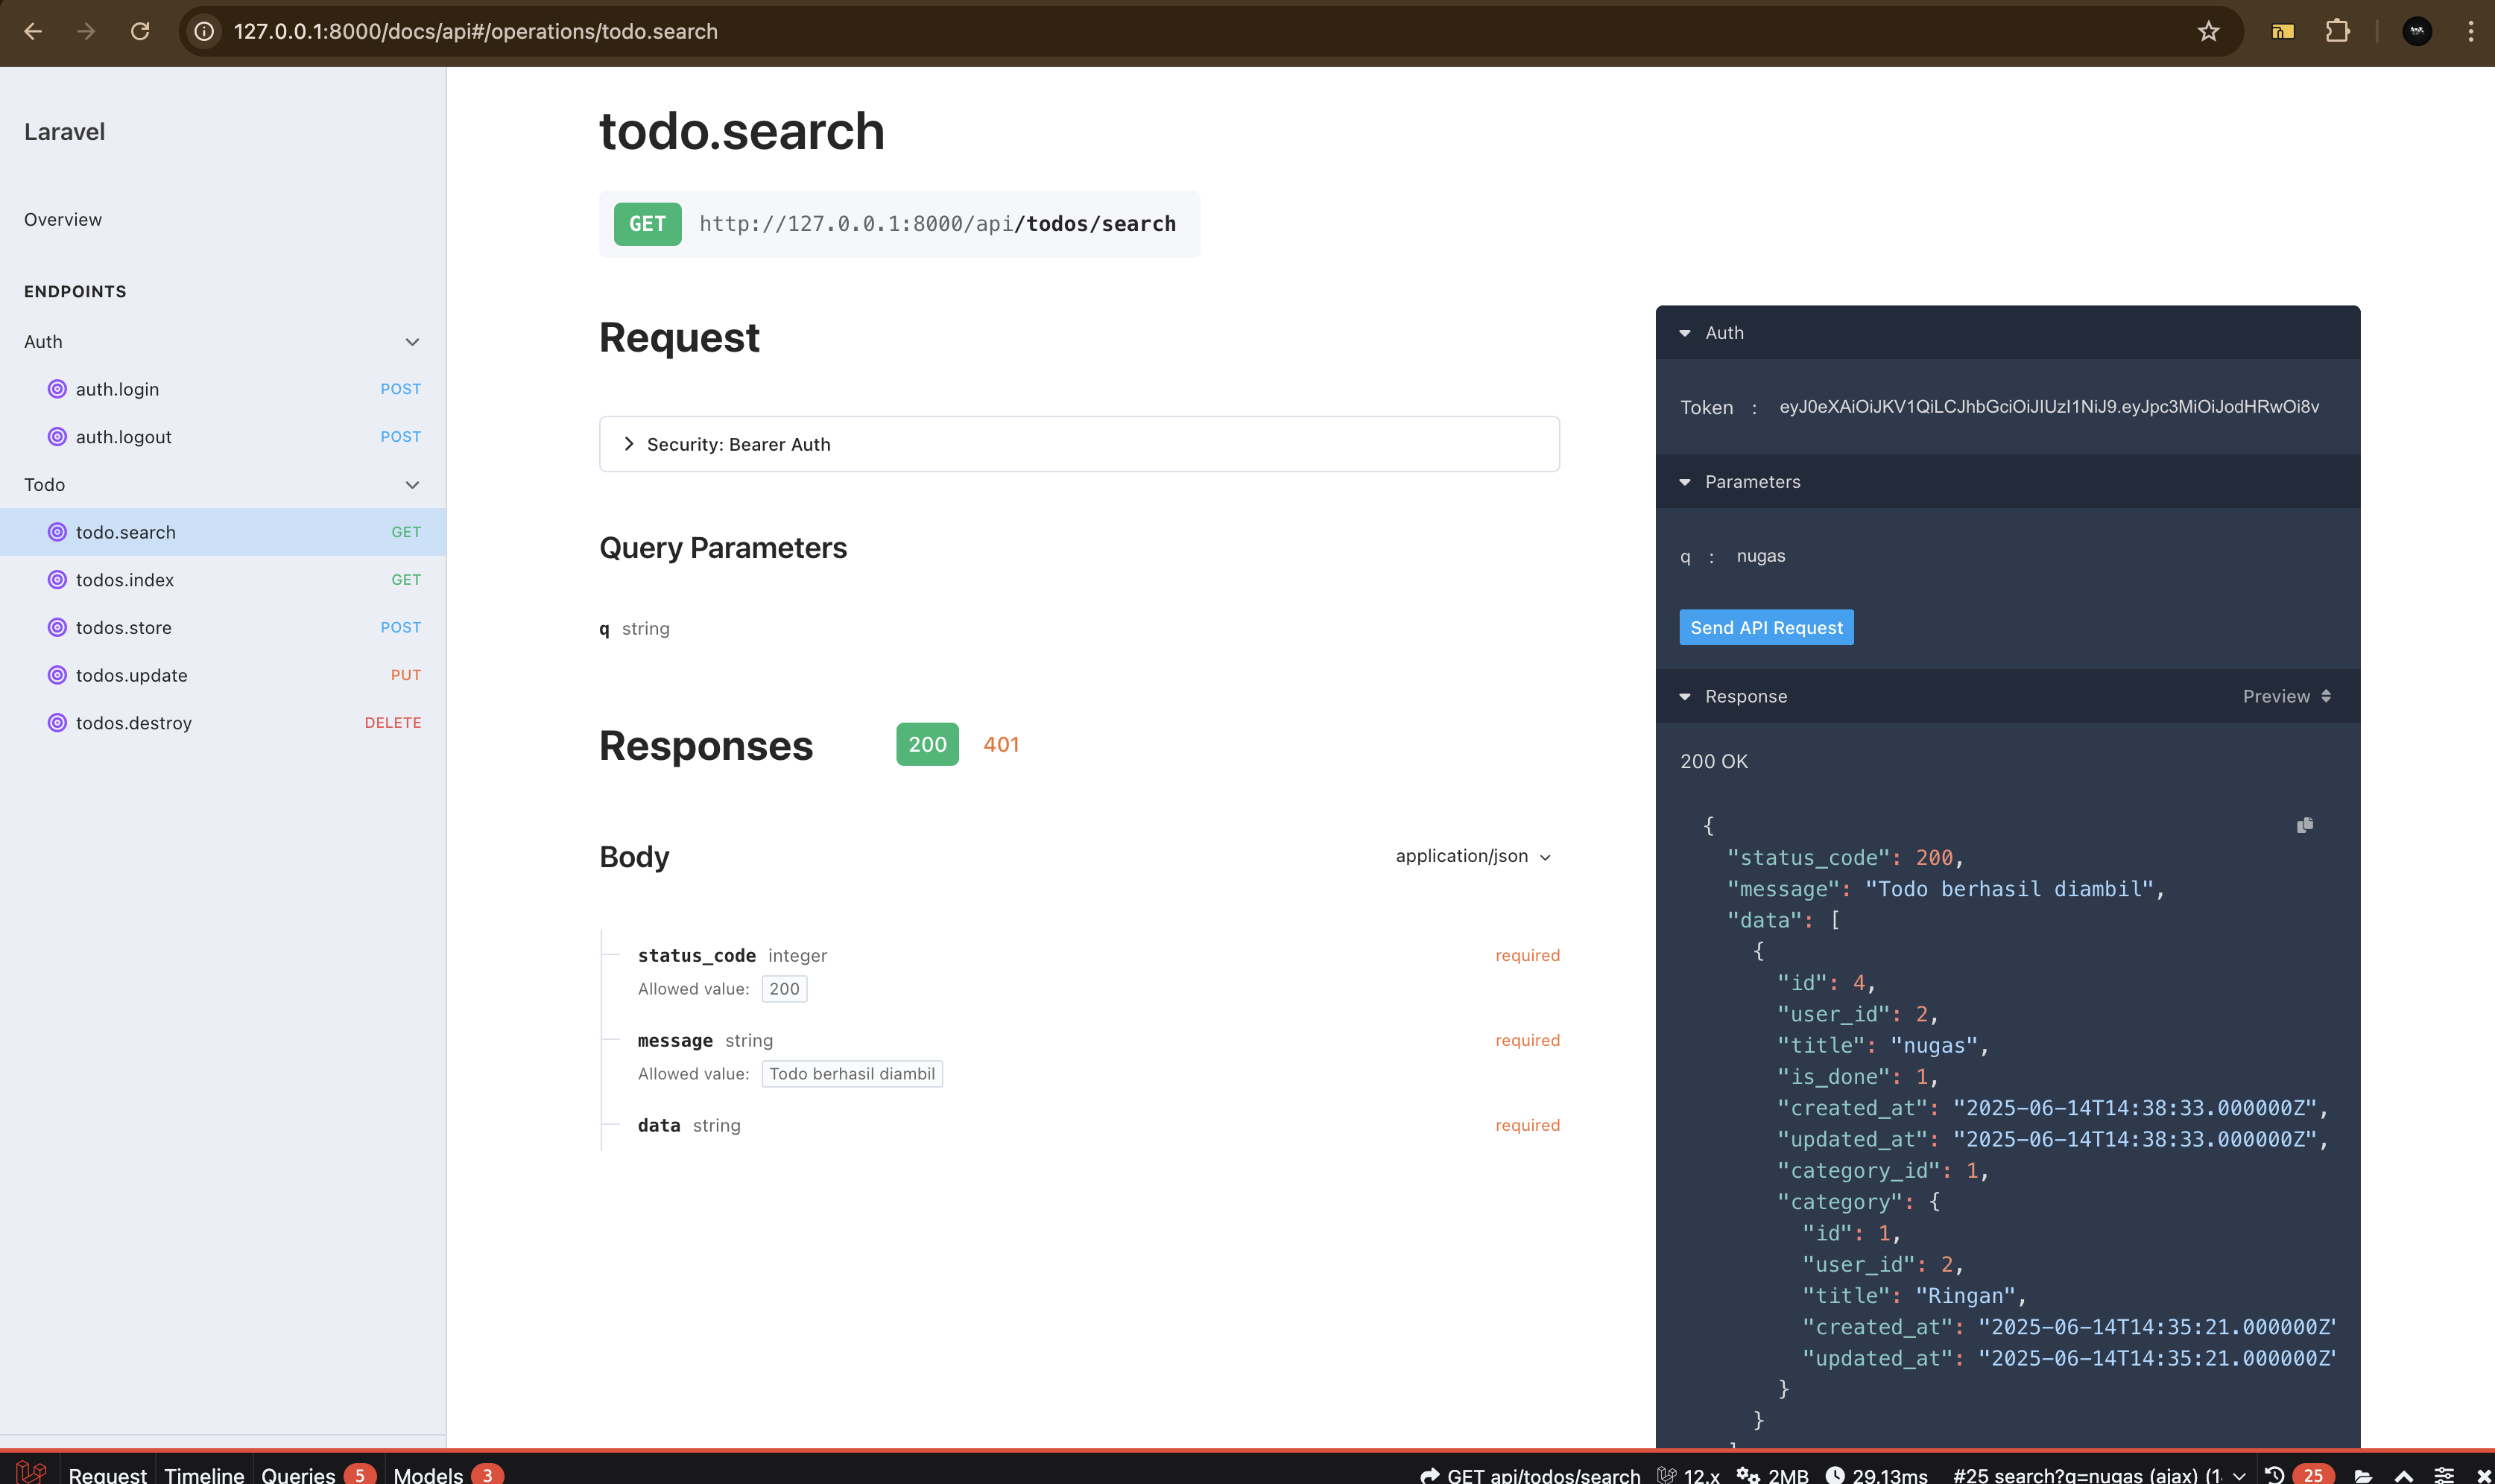 127.0.0.1:8000/docs/api#/operations/todo.search
Laravel
Overview
ENDPOINTS
Auth
auth.login POST
auth.logout POST
Todo
todo.search GET
todos.index GET
todos.store POST
todos.update PUT
todos.destroy DELETE
todo.search
GET http://127.0.0.1:8000/api/todos/search
Request
Security: Bearer Auth
Query Parameters
q string
Responses 200 401
Body application/json
status_code integer required
Allowed value: 200
message string required
Allowed value: Todo berhasil diambil
data string required
Auth
Token : eyJ0eXAiOiJKV1QiLCJhbGciOiJIUzI1NiJ9.eyJpc3MiOiJodHRwOi8v
Parameters
q : nugas
Send API Request
Response Preview
200 OK
{
"status_code": 200,
"message": "Todo berhasil diambil",
"data": [
{
"id": 4,
"user_id": 2,
"title": "nugas",
"is_done": 1,
"created_at": "2025-06-14T14:38:33.000000Z",
"updated_at": "2025-06-14T14:38:33.000000Z",
"category_id": 1,
"category": {
"id": 1,
"user_id": 2,
"title": "Ringan",
"created_at": "2025-06-14T14:35:21.000000Z"
"updated_at": "2025-06-14T14:35:21.000000Z"
}
}
Request Timeline Queries 5 Models 3 GET api/todos/search 12.x 2MB 29.13ms #25 search?q=nugas (ajax) (1 25